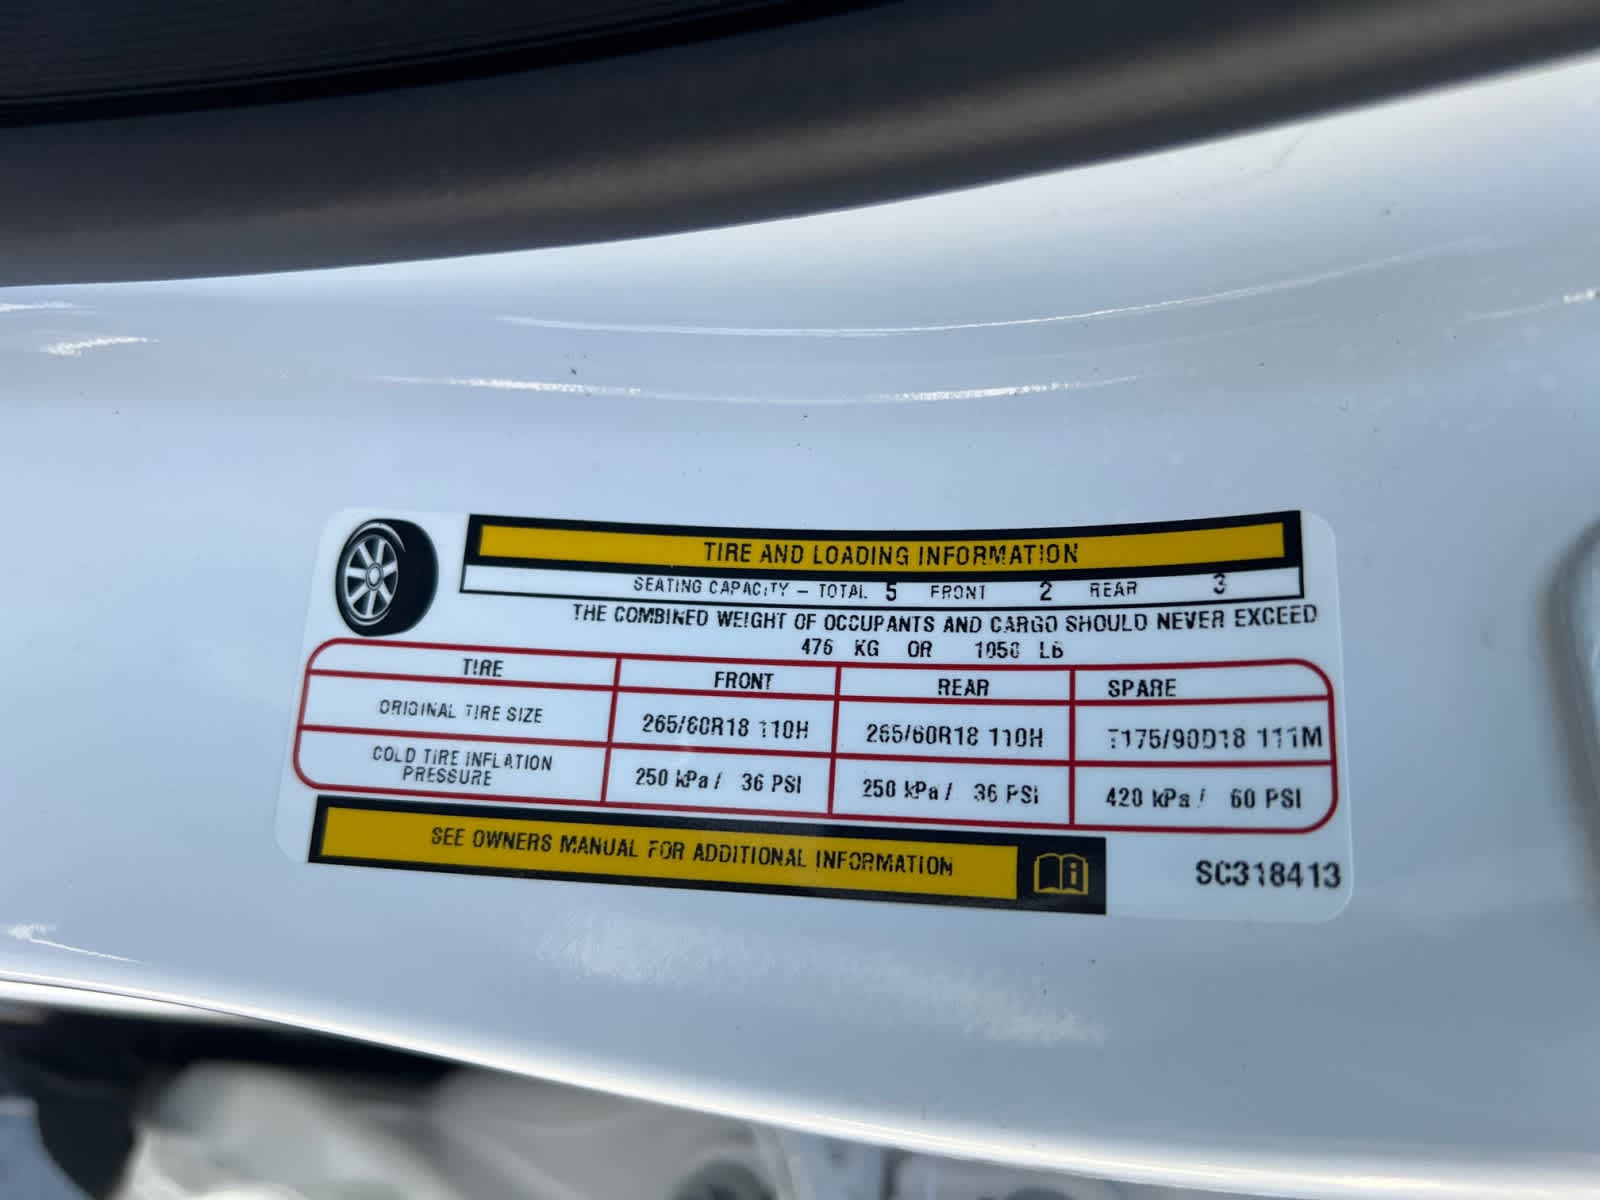 TIRE AND LOADING INFORMATION
SEATING CAPACITY – TOTAL 5 FRONT 2 REAR 3
THE COMBINED WEIGHT OF OCCUPANTS AND CARGO SHOULD NEVER EXCEED
476 KG OR 1050 LB
TIRE FRONT REAR SPARE
ORIGINAL TIRE SIZE 265/60R18 110H 265/60R18 110H T175/90D18 111M
COLD TIRE INFLATION
PRESSURE 250 kPa / 36 PSI 250 kPa / 36 PSI 420 kPa / 60 PSI
SEE OWNERS MANUAL FOR ADDITIONAL INFORMATION
SC318413